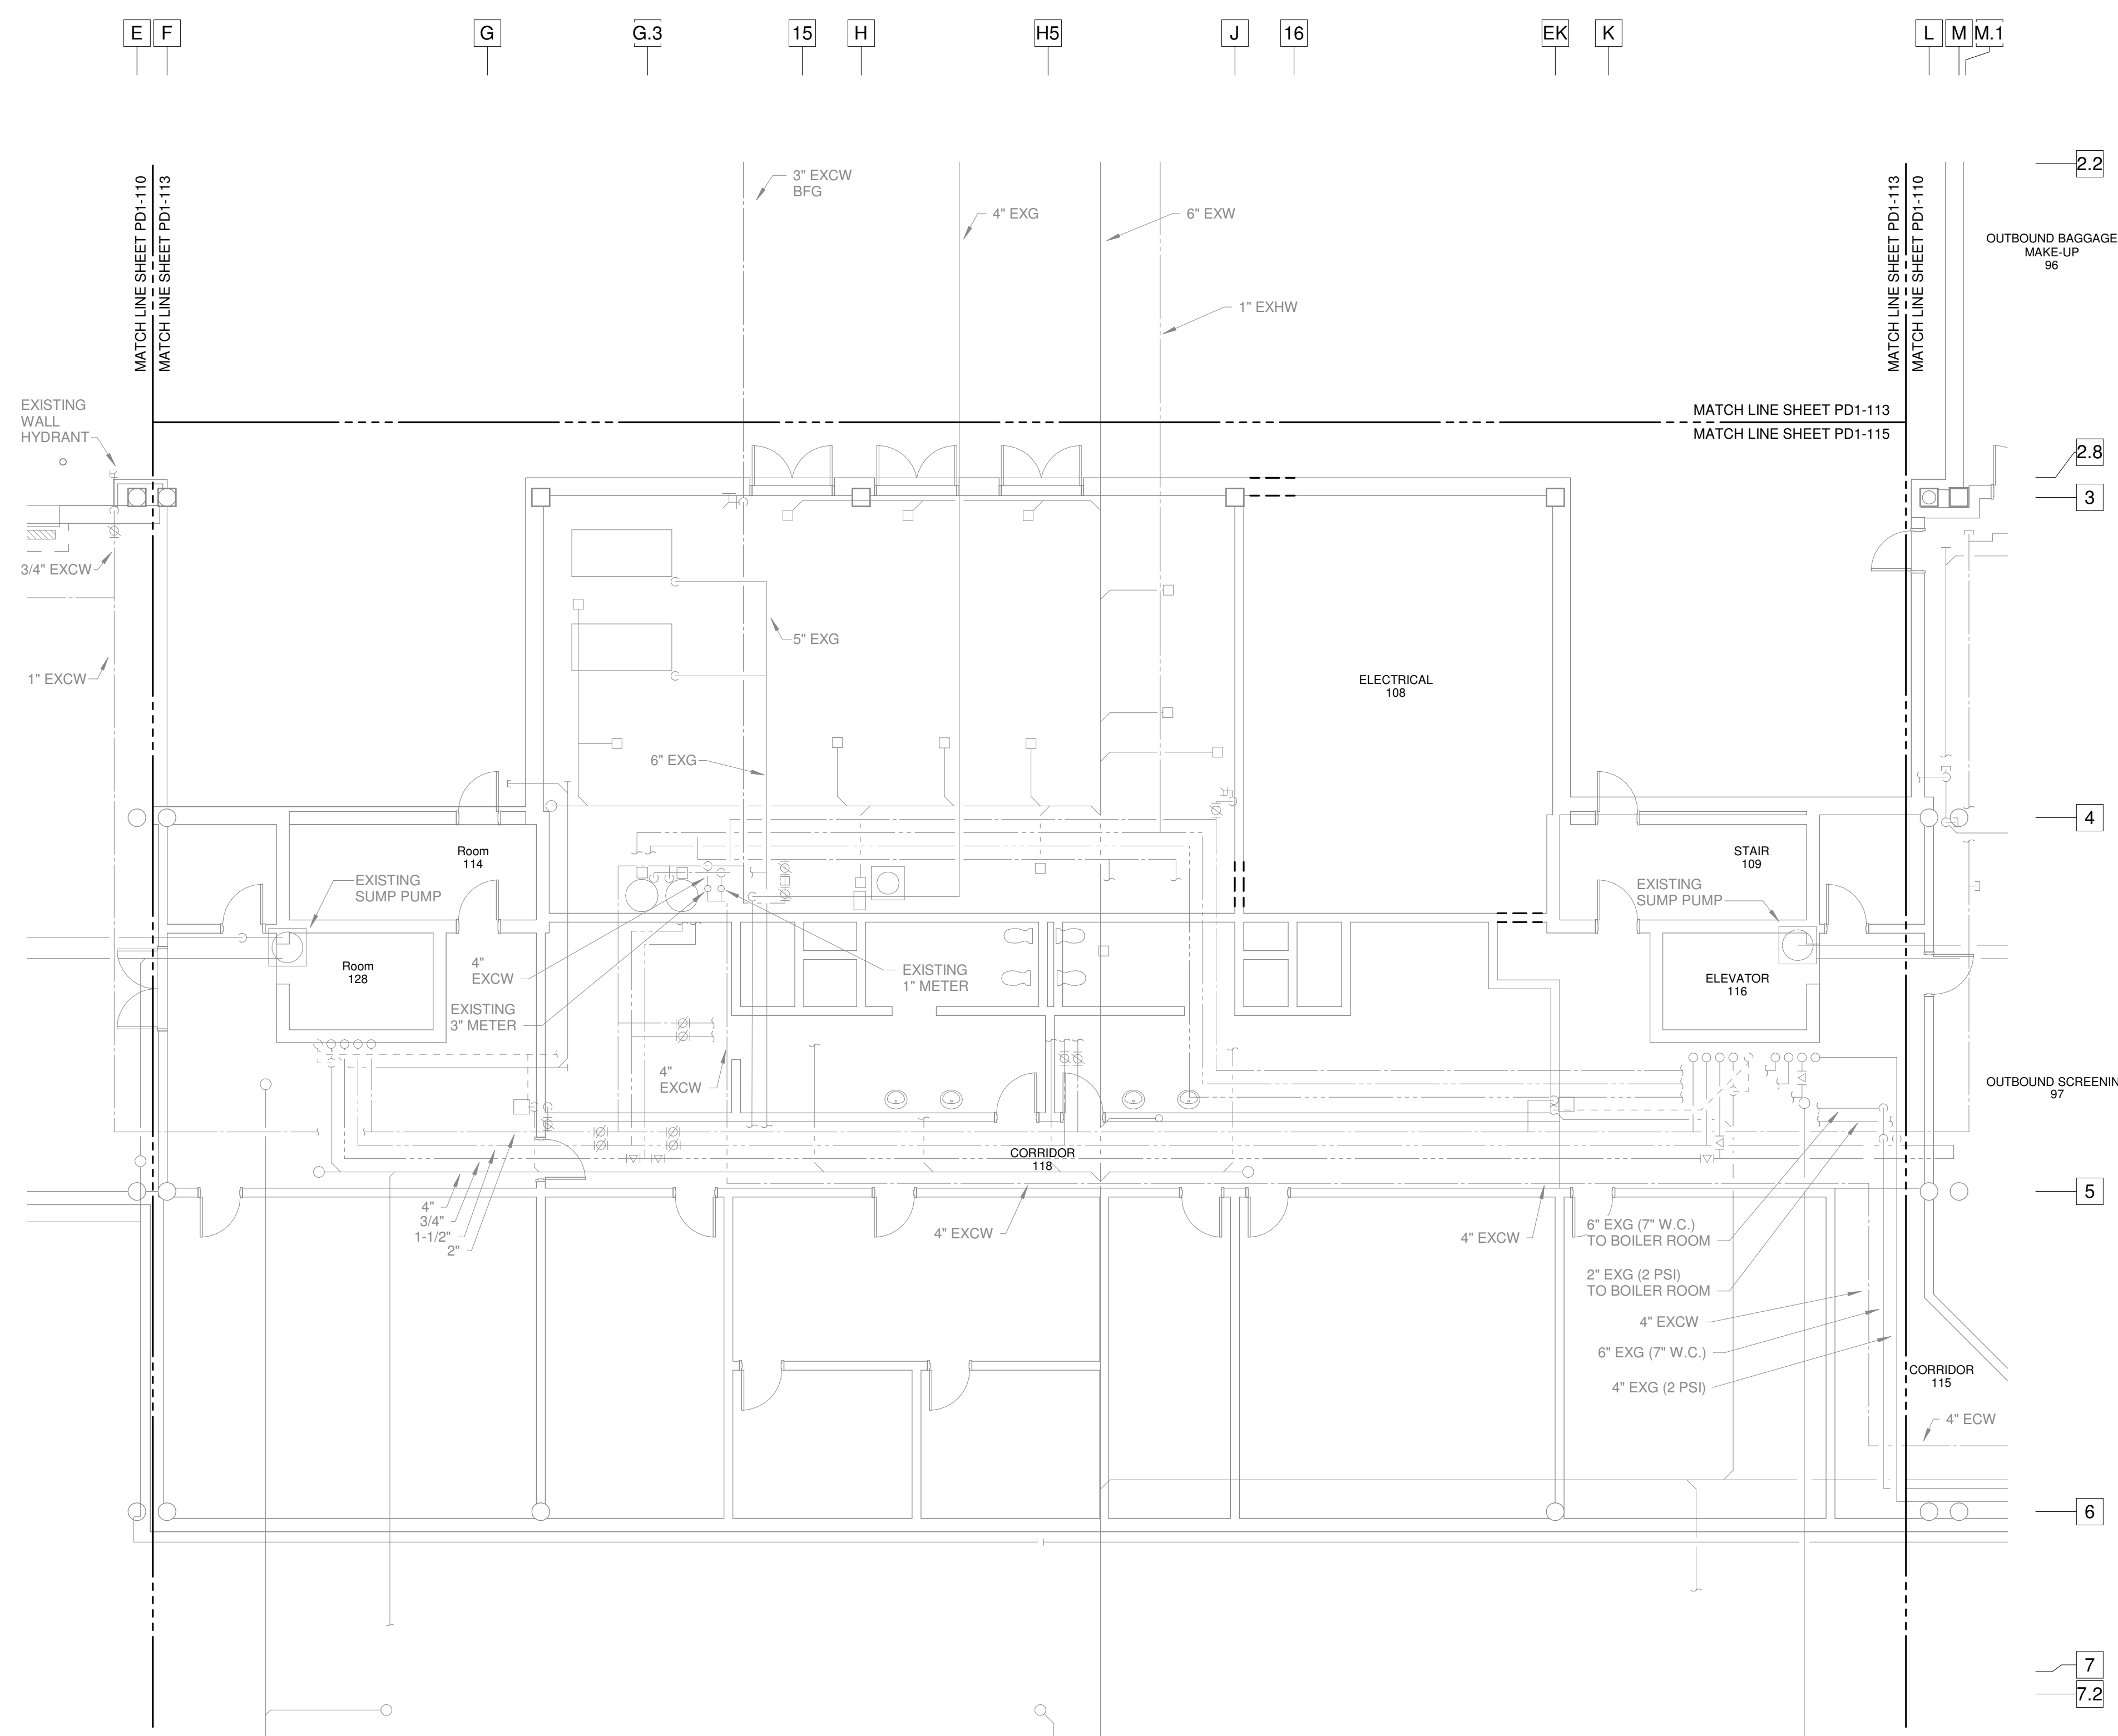 E
F
G
G.3
15
H
H5
J
16
EK
K
L
M
M.1
2.2
2.8
3
4
5
6
7
7.2
MATCH LINE SHEET PD1-110
MATCH LINE SHEET PD1-113
3" EXCW
BFG
4" EXG
6" EXW
1" EXHW
MATCH LINE SHEET PD1-113
MATCH LINE SHEET PD1-110
OUTBOUND BAGGAGE
MAKE-UP
96
EXISTING
WALL
HYDRANT
MATCH LINE SHEET PD1-113
MATCH LINE SHEET PD1-115
3/4" EXCW
1" EXCW
5" EXG
6" EXG
ELECTRICAL
108
Room
114
EXISTING
SUMP PUMP
STAIR
109
EXISTING
SUMP PUMP
Room
128
4"
EXCW
EXISTING
1" METER
EXISTING
3" METER
ELEVATOR
116
4"
EXCW
OUTBOUND SCREENIN
97
CORRIDOR
118
4"
3/4"
1-1/2"
2"
4" EXCW
4" EXCW
6" EXG (7" W.C.)
TO BOILER ROOM
2" EXG (2 PSI)
TO BOILER ROOM
4" EXCW
6" EXG (7" W.C.)
4" EXG (2 PSI)
CORRIDOR
115
4" ECW